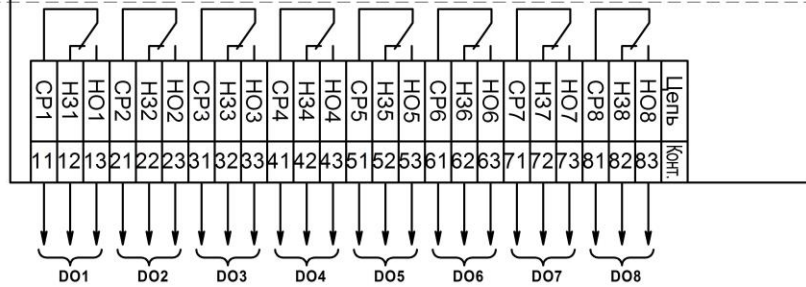 СР1 НЗ1 НО1 СР2 НЗ2 НО2 СР3 НЗ3 НО3 СР4 НЗ4 НО4 СР5 НЗ5 НО5 СР6 НЗ6 НО6 СР7 НЗ7 НО7 СР8 НЗ8 НО8 Цепь
11 12 13 21 22 23 31 32 33 41 42 43 51 52 53 61 62 63 71 72 73 81 82 83 Конт.
DO1 DO2 DO3 DO4 DO5 DO6 DO7 DO8